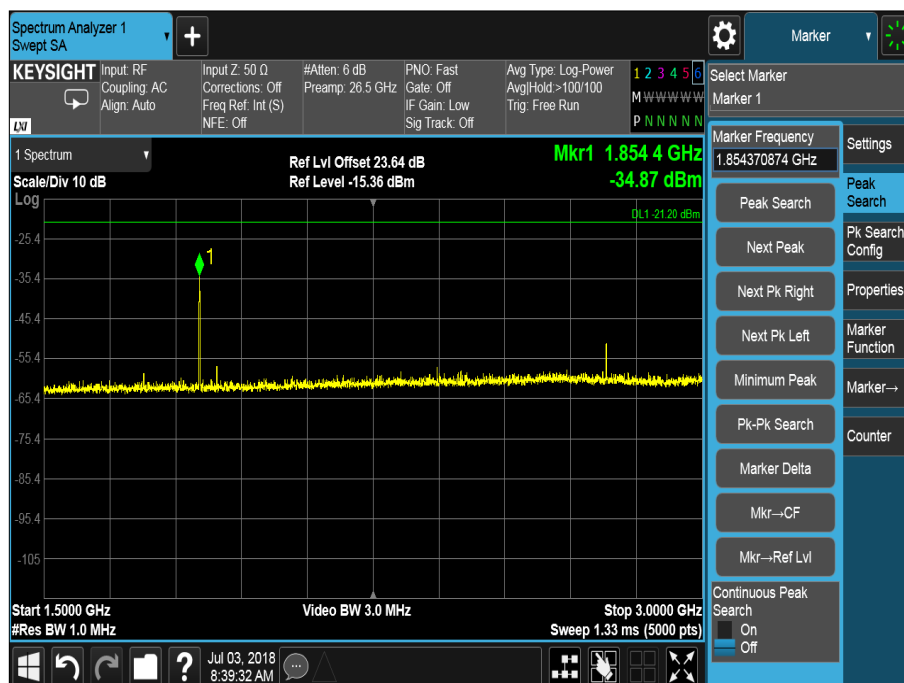 Spectrum Analyzer 1
Swept SA
+
Marker
KEYSIGHT
Input: RF
Coupling: AC
Align: Auto
LXI
Input Z: 50 Ω
Corrections: Off
Freq Ref: Int (S)
NFE: Off
#Atten: 6 dB
Preamp: 26.5 GHz
PNO: Fast
Gate: Off
IF Gain: Low
Sig Track: Off
Avg Type: Log-Power
Avg|Hold:>100/100
Trig: Free Run
1 2 3 4 5 6
M W W W W W
P N N N N N
Select Marker
Marker 1
1 Spectrum
Scale/Div 10 dB
Log
Ref Lvl Offset 23.64 dB
Ref Level -15.36 dBm
Mkr1 1.854 4 GHz
-34.87 dBm
DL1 -21.20 dBm
1
-25.4
-35.4
-45.4
-55.4
-65.4
-75.4
-85.4
-95.4
-105
Start 1.5000 GHz
#Res BW 1.0 MHz
Video BW 3.0 MHz
Stop 3.0000 GHz
Sweep 1.33 ms (5000 pts)
Marker Frequency
1.854370874 GHz
Peak Search
Next Peak
Next Pk Right
Next Pk Left
Minimum Peak
Pk-Pk Search
Marker Delta
Mkr→CF
Mkr→Ref Lvl
Continuous Peak
Search
On
Off
Settings
Peak
Search
Pk Search
Config
Properties
Marker
Function
Marker→
Counter
?
Jul 03, 2018
8:39:32 AM